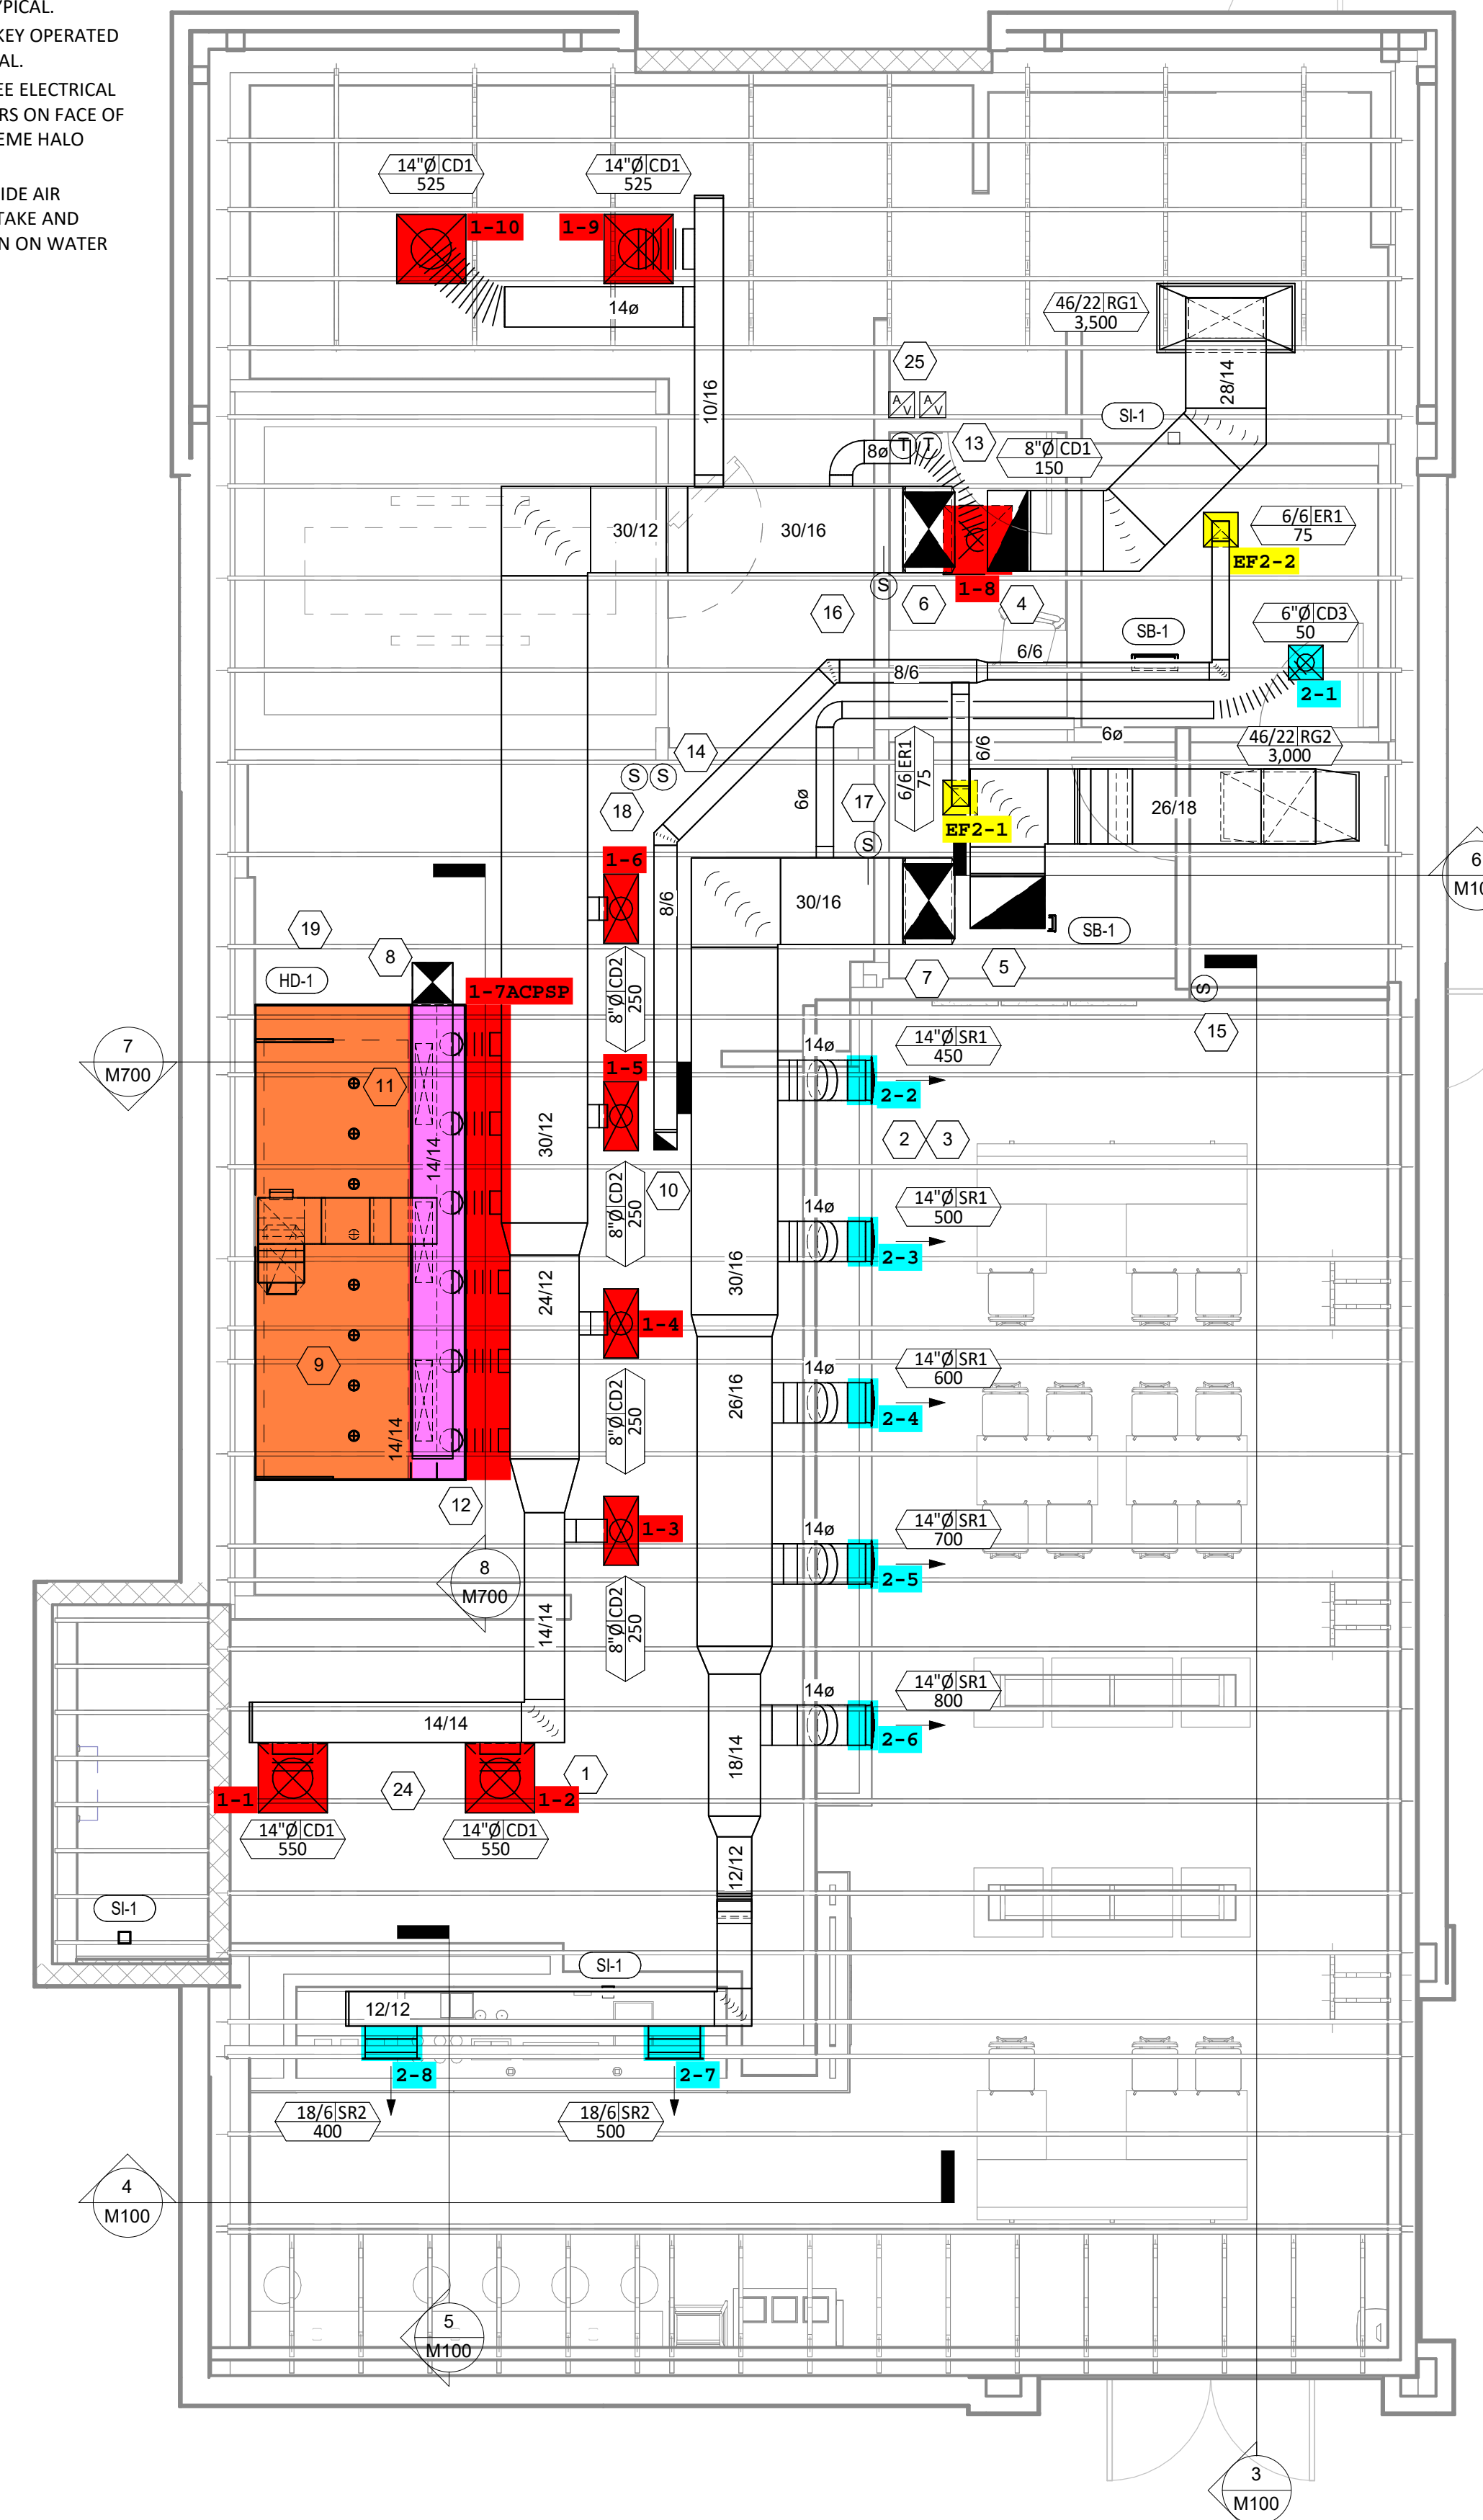 YPICAL.
KEY OPERATED
AL.
EE ELECTRICAL
RS ON FACE OF
EME HALO
IDE AIR
TAKE AND
N ON WATER
14"Ø CD1
525
14"Ø CD1
525
1-10
1-9
14ø
46/22 RG1
3,500
10/16
28/14
25
A/V
A/V
SI-1
T
T
13
8ø
8"Ø CD1
150
30/12
30/16
6/6 ER1
75
EF2-2
S
6
1-8
4
16
6"Ø CD3
50
SB-1
6/6
8/6
2-1
14
6/6
6ø
46/22 RG2
3,000
6/6 ER1
75
S
S
18
6ø
17
26/18
EF2-1
S
1-6
6
M10
8/6
30/16
19
8
SB-1
HD-1
7
5
1-7ACPSP
8"Ø CD2
250
S
15
7
M700
14ø
14"Ø SR1
450
1-5
11
2-2
30/12
14/14
2
3
8"Ø CD2
250
10
14ø
14"Ø SR1
500
2-3
30/16
24/12
1-4
9
14ø
14"Ø SR1
600
26/16
2-4
8"Ø CD2
250
14/14
12
14ø
14"Ø SR1
700
1-3
2-5
8
M700
8"Ø CD2
250
14/14
14ø
14"Ø SR1
800
14/14
18/14
2-6
1
24
1-1
1-2
14"Ø CD1
550
14"Ø CD1
550
12/12
SI-1
SI-1
12/12
2-8
2-7
18/6 SR2
400
18/6 SR2
500
4
M100
5
M100
3
M100